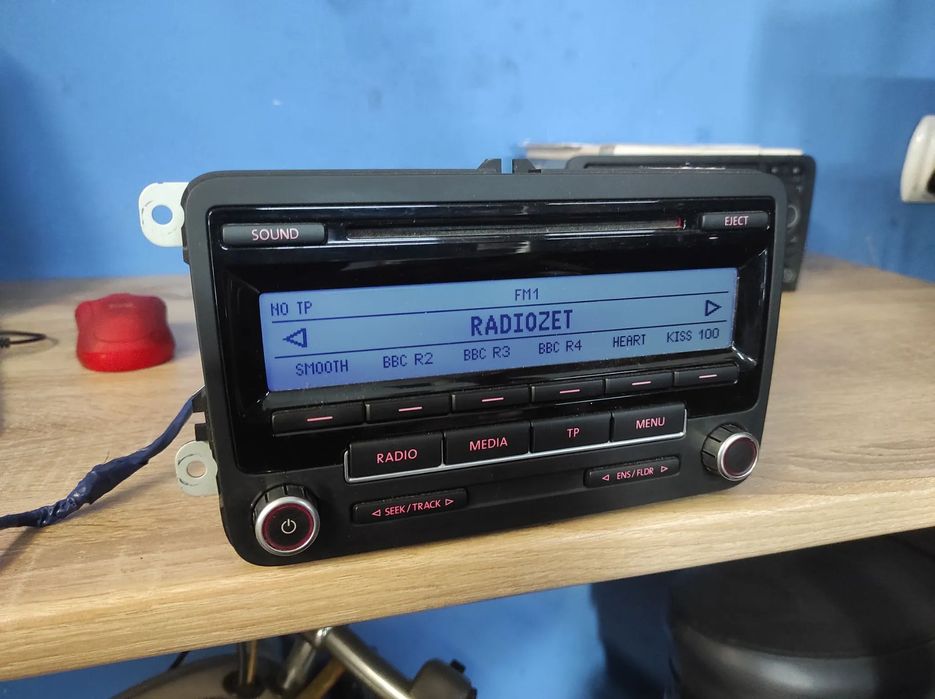 SOUND
EJECT
NO TP FM1
RADIOZET
SMOOTH BBC R2 BBC R3 BBC R4 HEART KISS 100
RADIO MEDIA TP MENU
SEEK / TRACK
ENS / FLDR